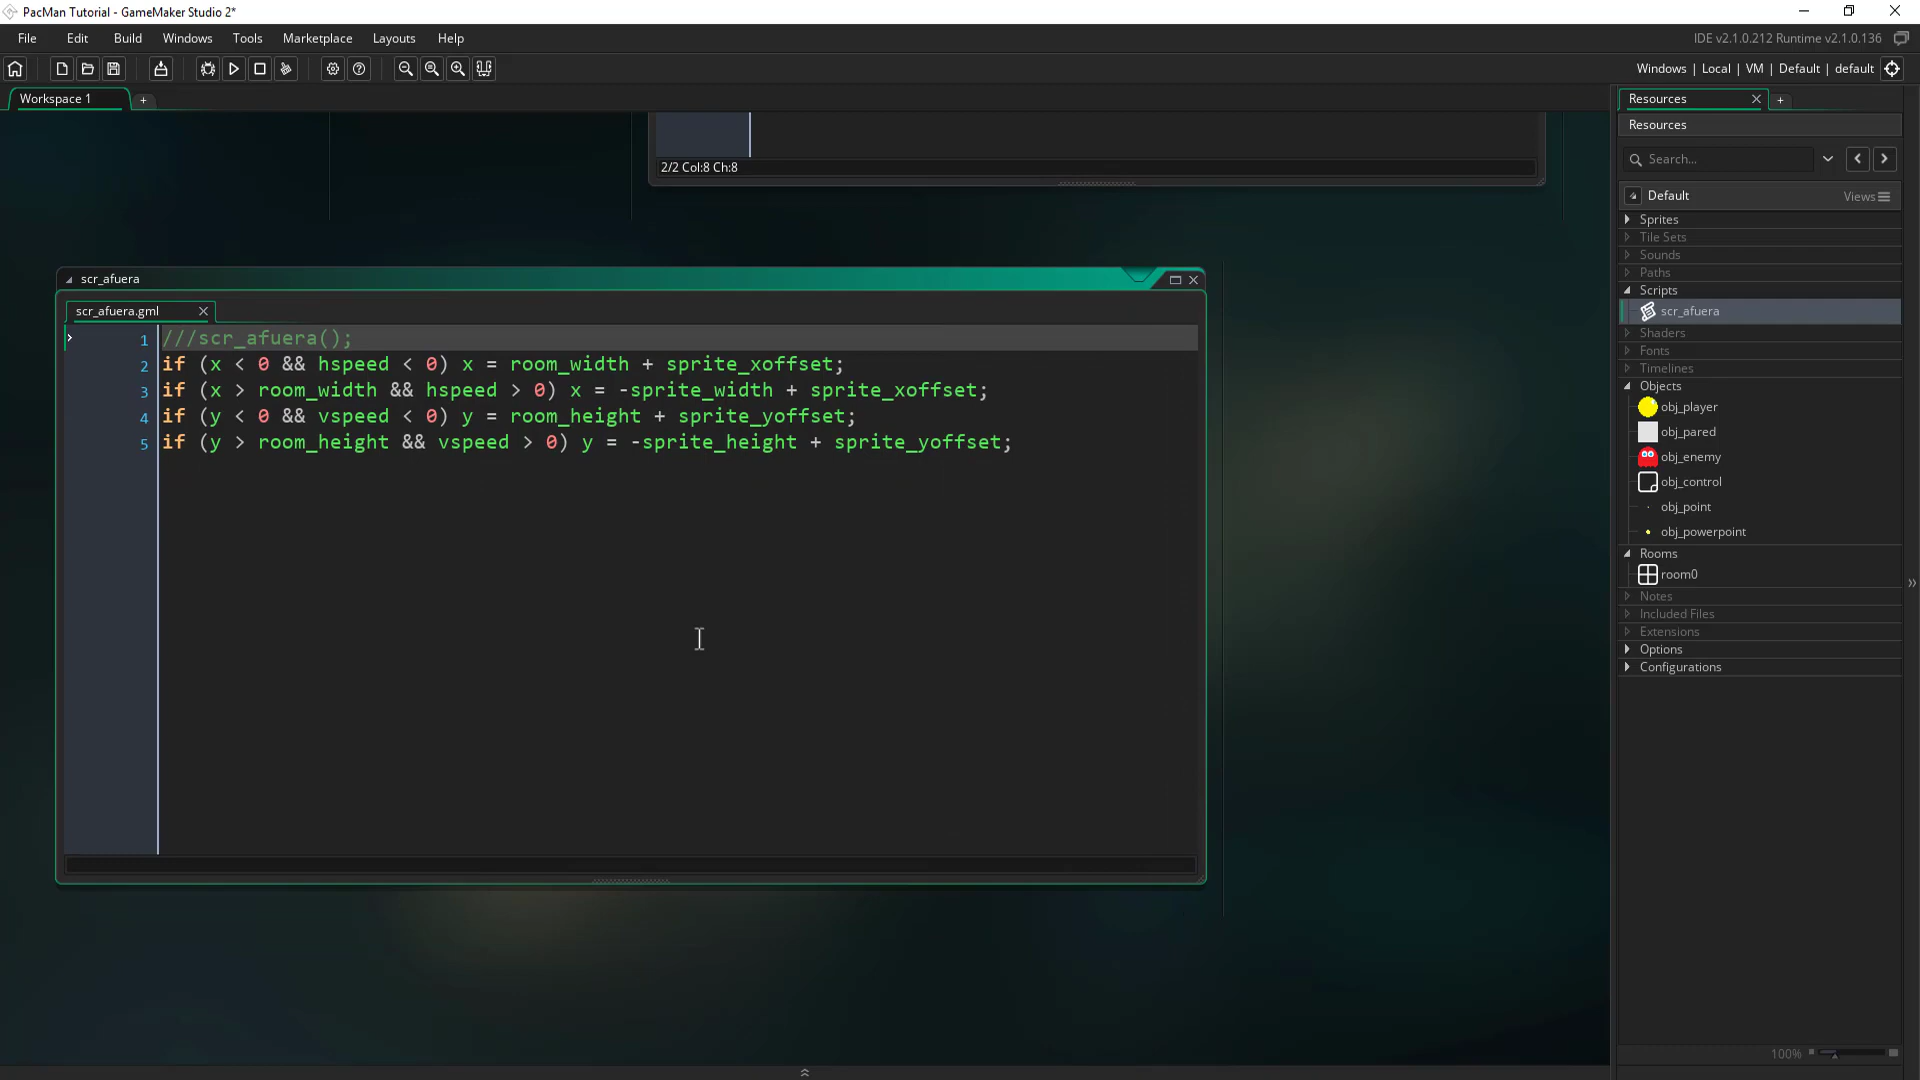 PacMan Tutorial - GameMaker Studio 2*
File Edit Build Windows Tools Marketplace Layouts Help
IDE v2.1.0.212 Runtime v2.1.0.136
Windows | Local | VM | Default | default
Workspace 1 +
2/2 Col:8 Ch:8
scr_afuera
scr_afuera.gml
1 ///scr_afuera();
2 if (x < 0 && hspeed < 0) x = room_width + sprite_xoffset;
3 if (x > room_width && hspeed > 0) x = -sprite_width + sprite_xoffset;
4 if (y < 0 && vspeed < 0) y = room_height + sprite_yoffset;
5 if (y > room_height && vspeed > 0) y = -sprite_height + sprite_yoffset;
Resources +
Resources
Search...
Default Views
Sprites
Tile Sets
Sounds
Paths
Scripts
scr_afuera
Shaders
Fonts
Timelines
Objects
obj_player
obj_pared
obj_enemy
obj_control
obj_point
obj_powerpoint
Rooms
room0
Notes
Included Files
Extensions
Options
Configurations
100%